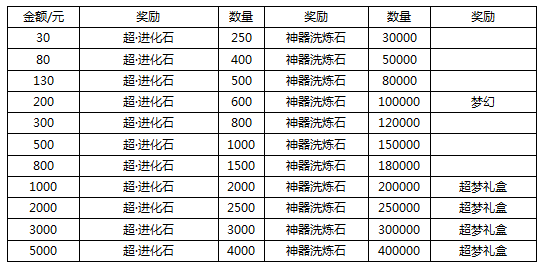 金额/元 奖励 数量 奖励 数量 奖励
30 超·进化石 250 神器洗炼石 30000
80 超·进化石 400 神器洗炼石 50000
130 超·进化石 500 神器洗炼石 80000
200 超·进化石 600 神器洗炼石 100000 梦幻
300 超·进化石 800 神器洗炼石 120000
500 超·进化石 1000 神器洗炼石 150000
800 超·进化石 1500 神器洗炼石 180000
1000 超·进化石 2000 神器洗炼石 200000 超梦礼盒
2000 超·进化石 2500 神器洗炼石 250000 超梦礼盒
3000 超·进化石 3000 神器洗炼石 300000 超梦礼盒
5000 超·进化石 4000 神器洗炼石 400000 超梦礼盒